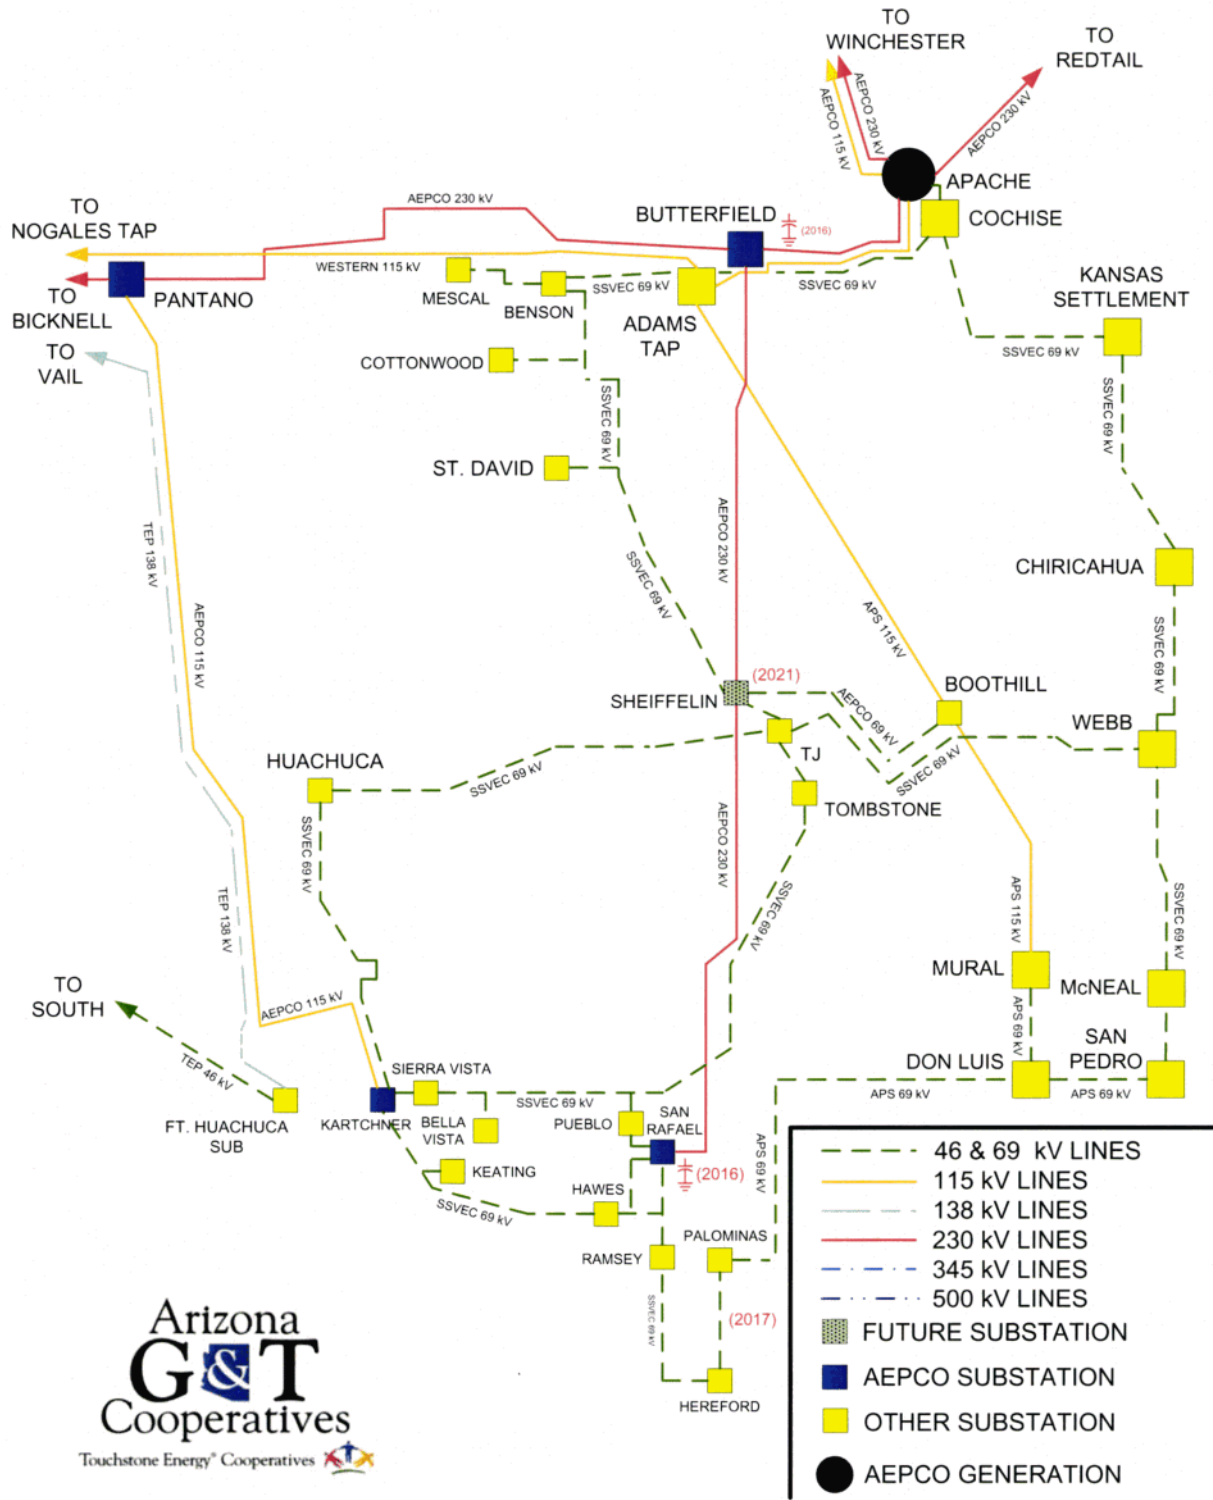 TO
WINCHESTER
TO
REDTAIL
AEPCO 115 kV
AEPCO 230 kV
AEPCO 230 kV
APACHE
COCHISE
TO
NOGALES TAP
AEPCO 230 kV
BUTTERFIELD
(2016)
WESTERN 115 kV
MESCAL
BENSON
SSVEC 69 kV
SSVEC 69 kV
ADAMS
TAP
KANSAS
SETTLEMENT
PANTANO
TO
BICKNELL
TO
VAIL
COTTONWOOD
SSVEC 69 kV
SSVEC 69 kV
SSVEC 69 kV
ST. DAVID
TEP 138 kV
AEPCO 230 kV
SSVEC 69 kV
CHIRICAHUA
AEPCO 115 kV
APS 115 kV
SSVEC 69 kV
SHEIFFELIN
(2021)
AEPCO 69 kV
BOOTHILL
WEBB
TJ
HUACHUCA
SSVEC 69 kV
SSVEC 69 kV
TOMBSTONE
SSVEC 69 kV
AEPCO 230 kV
TEP 138 kV
SSVEC 69 kV
APS 115 kV
SSVEC 69 kV
MURAL
McNEAL
TO
SOUTH
AEPCO 115 kV
TEP 46 kV
APS 69 kV
SAN
PEDRO
DON LUIS
SIERRA VISTA
SSVEC 69 kV
APS 69 kV
APS 69 kV
FT. HUACHUCA
SUB
KARTCHNER
BELLA
VISTA
PUEBLO
SAN
RAFAEL
APS 69 kV
(2016)
KEATING
HAWES
SSVEC 69 kV
RAMSEY
PALOMINAS
SSVEC 69 kV
(2017)
HEREFORD
46 & 69 kV LINES
115 kV LINES
138 kV LINES
230 kV LINES
345 kV LINES
500 kV LINES
FUTURE SUBSTATION
AEPCO SUBSTATION
OTHER SUBSTATION
AEPCO GENERATION
Arizona
G&T
Cooperatives
Touchstone Energy® Cooperatives